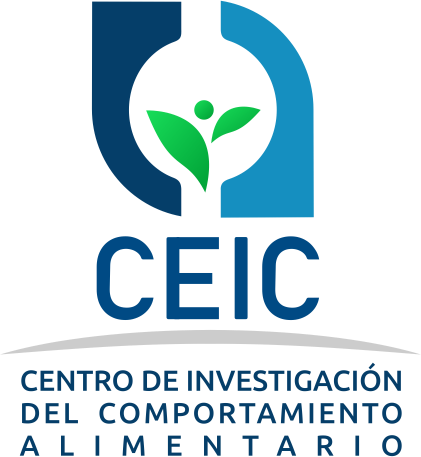 CEIC
CENTRO DE INVESTIGACIÓN
DEL COMPORTAMIENTO
ALIMENTARIO